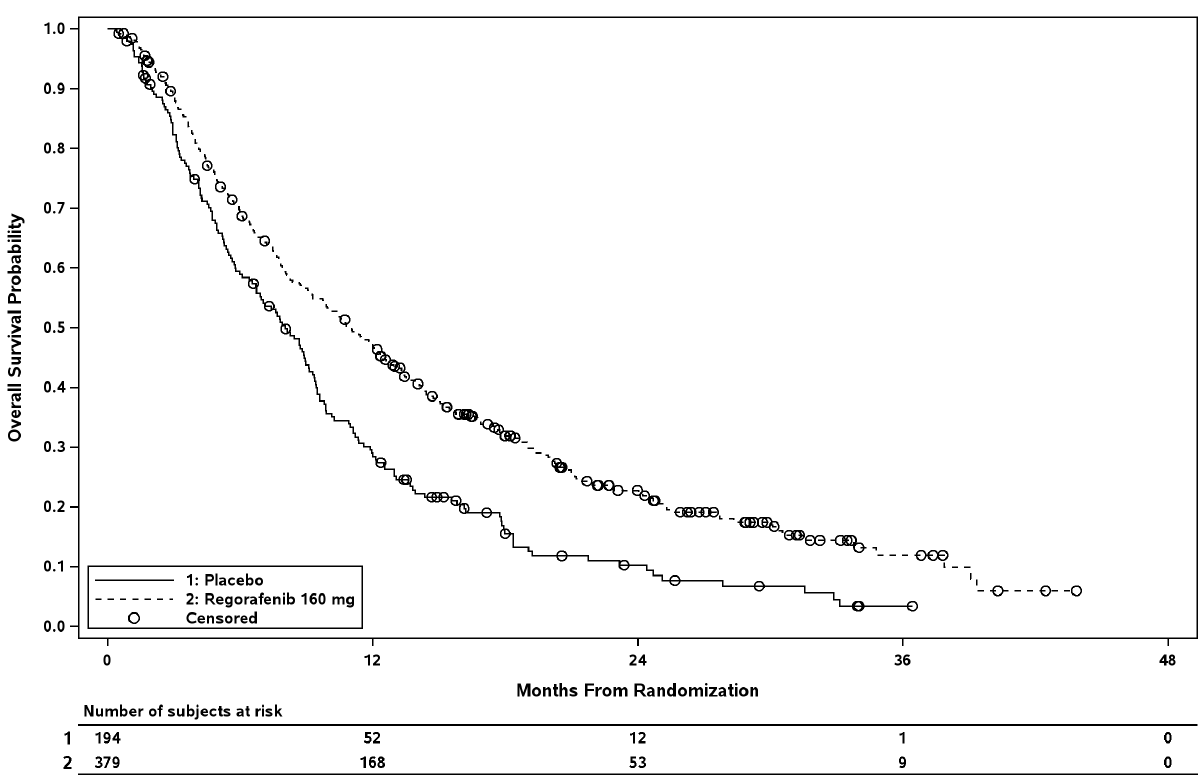 1.0
0.9
0.8
0.7
0.6
0.5
0.4
0.3
0.2
0.1
0.0
Overall Survival Probability
1: Placebo
2: Regorafenib 160 mg
Censored
0 12 24 36 48
Months From Randomization
Number of subjects at risk
1 194 52 12 1 0
2 379 168 53 9 0